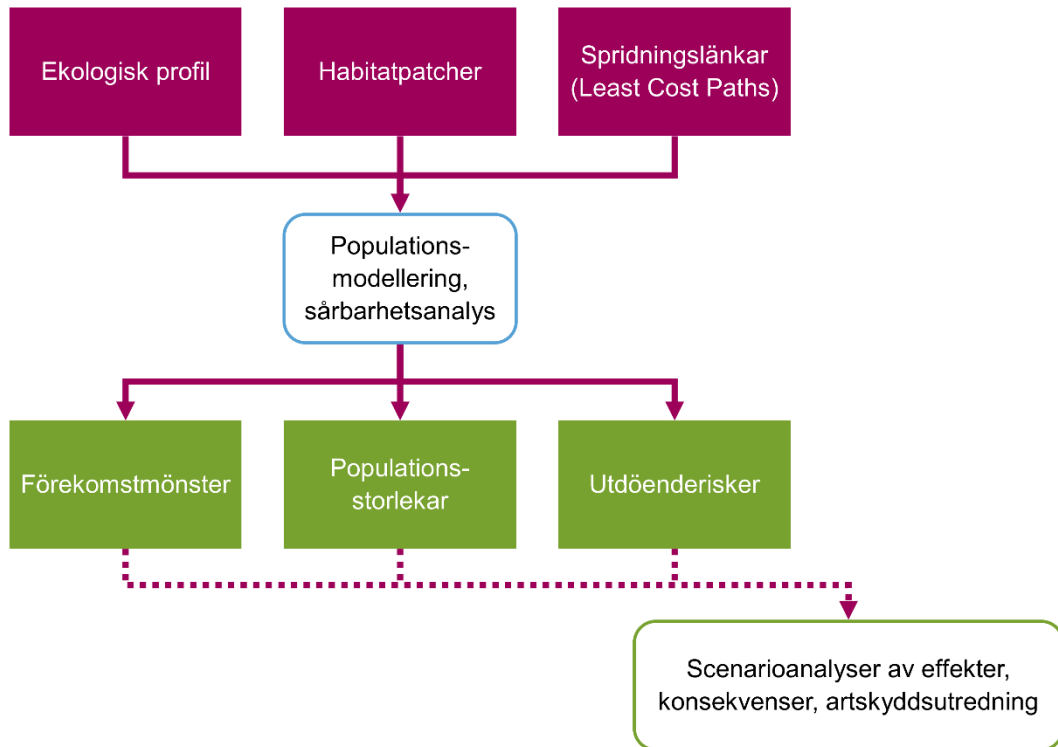 Ekologisk profil
Habitatpatcher
Spridningslänkar
(Least Cost Paths)
Populations-
modellering,
sårbarhetsanalys
Förekomstmönster
Populations-
storlekar
Utdöenderisker
Scenarioanalyser av effekter,
konsekvenser, artskyddsutredning